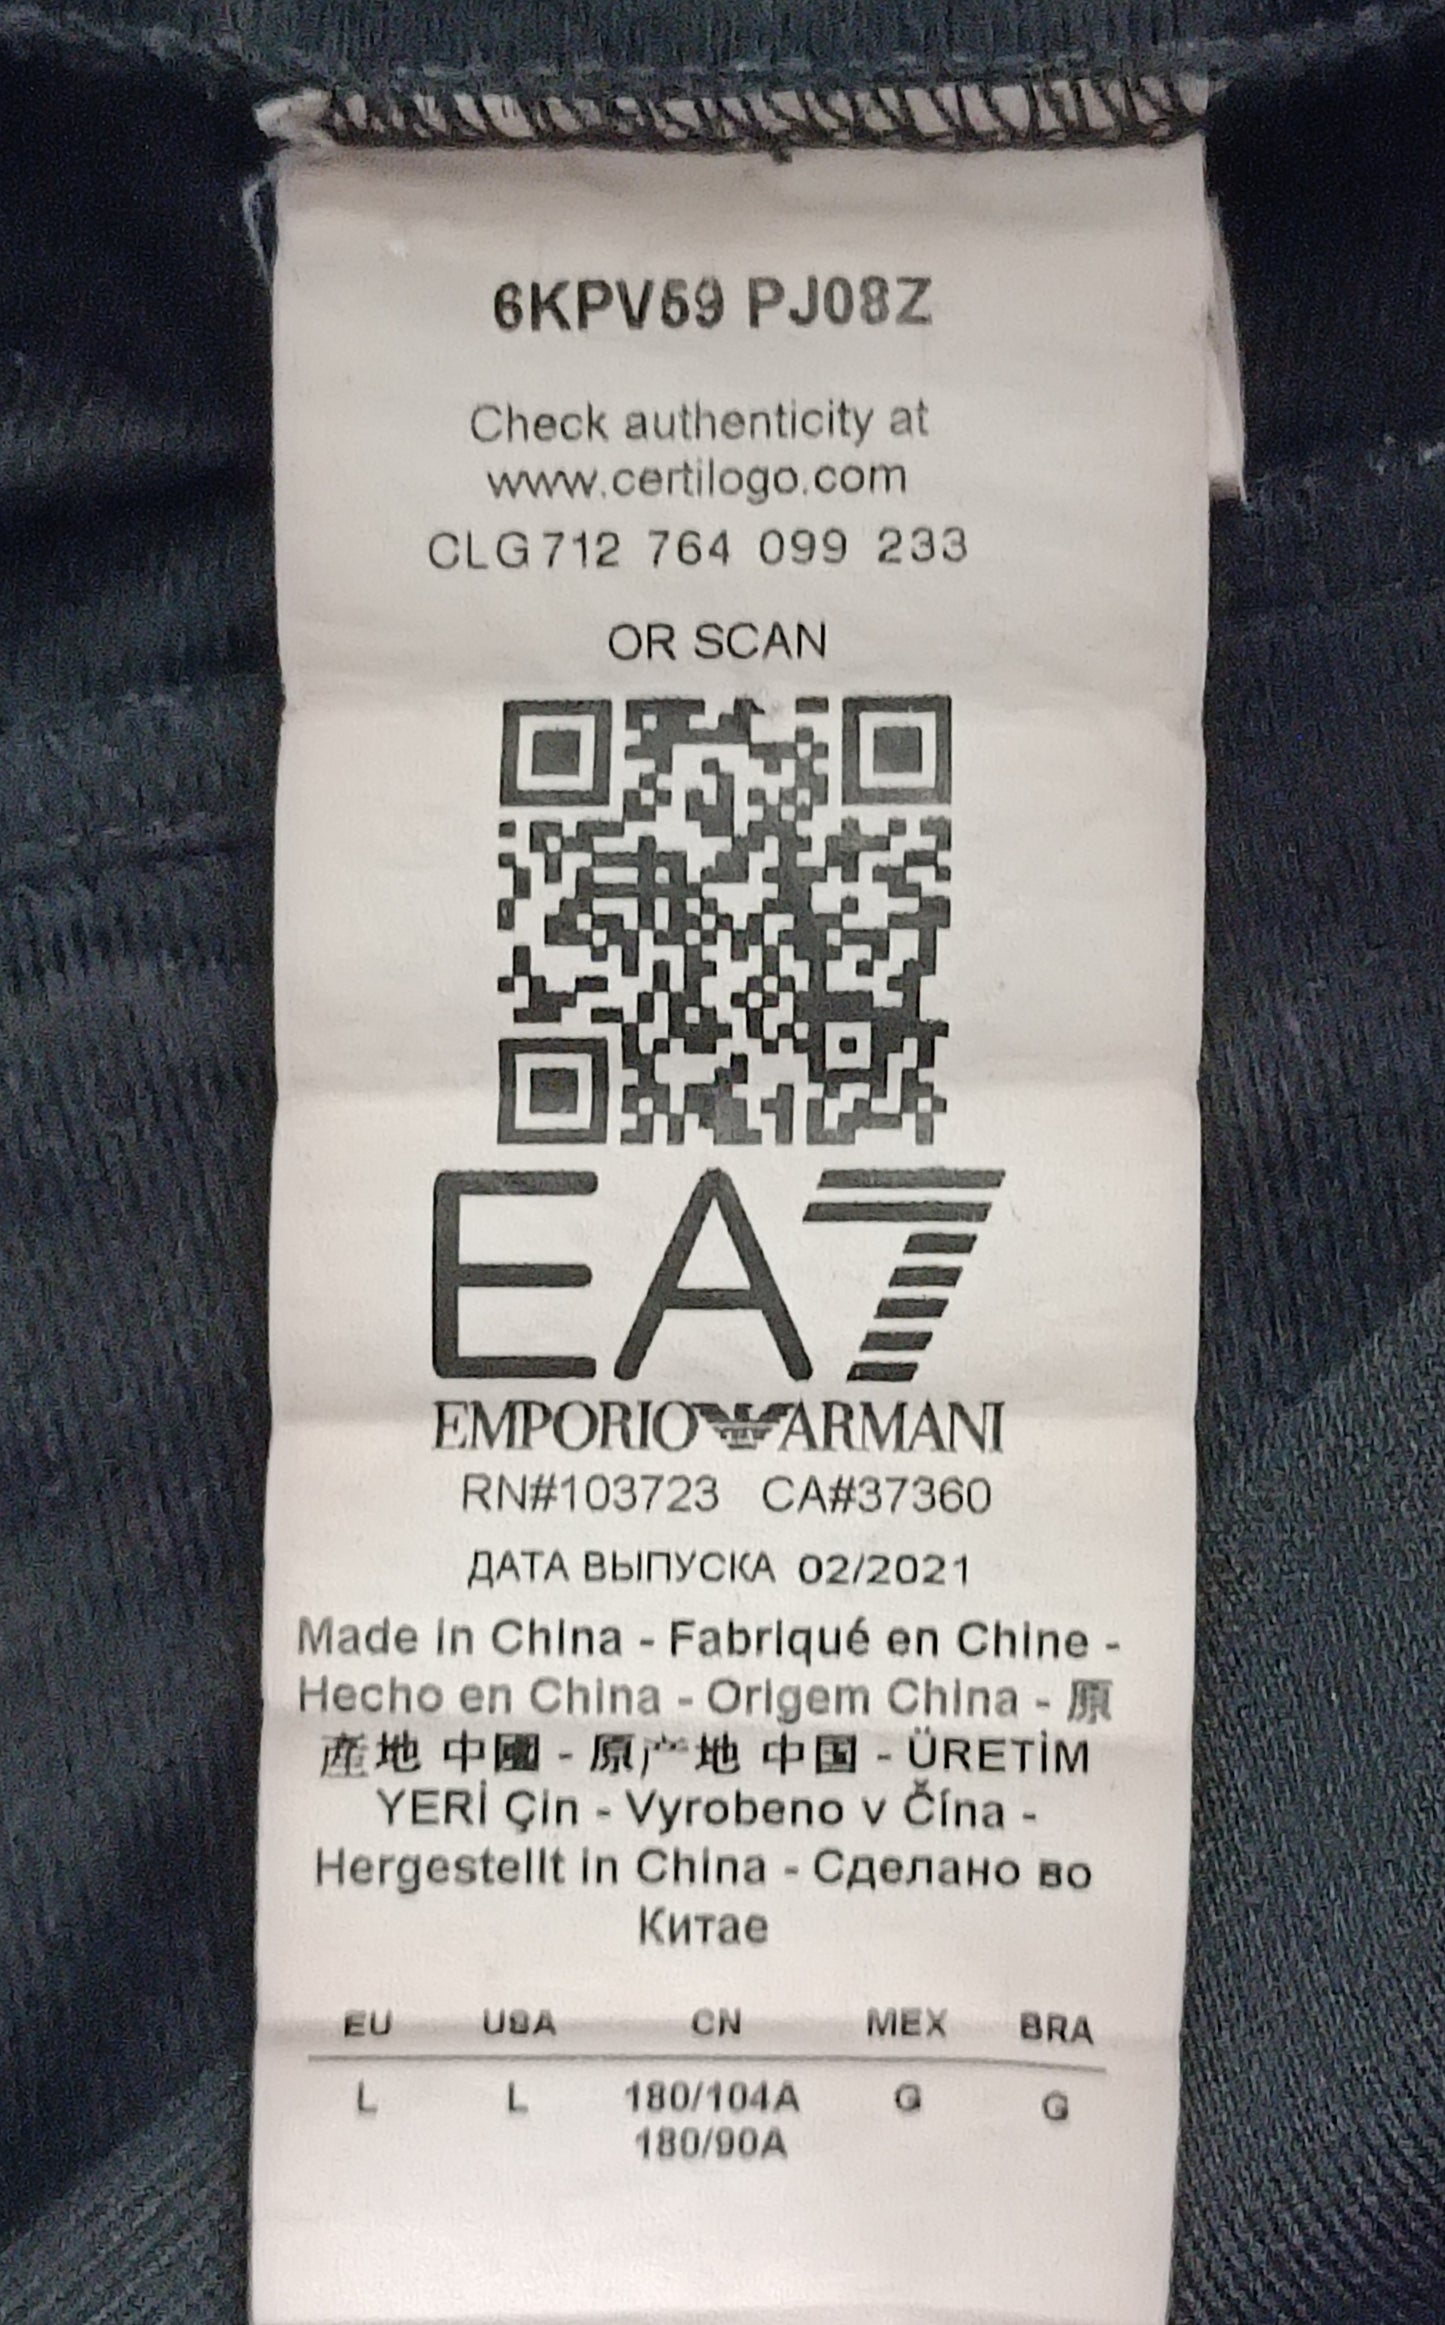 6KPV59 PJ08Z
Check authenticity at
www.certilogo.com
CLG 712 764 099 233
OR SCAN
EA7
EMPORIO ARMANI
RN#103723 CA#37360
ДАТА ВЫПУСКА 02/2021
Made in China - Fabriqué en Chine -
Hecho en China - Origem China - 原
産地 中國 - 原产地 中国 - ÜRETİM
YERİ Çin - Vyrobeno v Čína -
Hergestellt in China - Сделано во
Китае
EU USA CN MEX BRA
L L 180/104A G G
180/90A